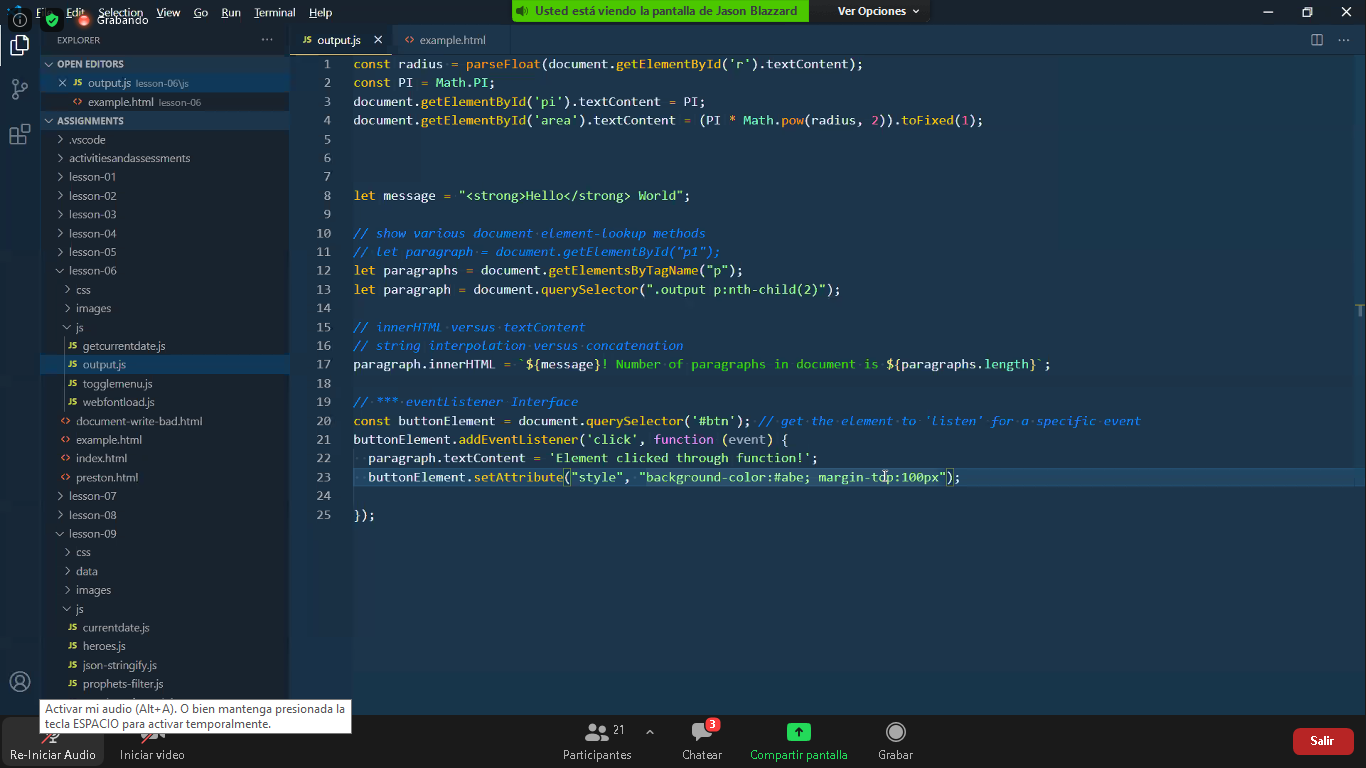 Edit Selection View Go Run Terminal Help
Grabando
Usted está viendo la pantalla de Jason Blazzard
Ver Opciones
EXPLORER
OPEN EDITORS
JS output.js lesson-06\js
<> example.html lesson-06
ASSIGNMENTS
.vscode
activitiesandassessments
lesson-01
lesson-02
lesson-03
lesson-04
lesson-05
lesson-06
css
images
js
JS getcurrentdate.js
JS output.js
JS togglemenu.js
JS webfontload.js
<> document-write-bad.html
<> example.html
<> index.html
<> preston.html
lesson-07
lesson-08
lesson-09
css
data
images
js
JS currentdate.js
JS heroes.js
JS json-stringify.js
JS prophets-filter.js
JS output.js
<> example.html
1 const radius = parseFloat(document.getElementById('r').textContent);
2 const PI = Math.PI;
3 document.getElementById('pi').textContent = PI;
4 document.getElementById('area').textContent = (PI * Math.pow(radius, 2)).toFixed(1);
5
6
7
8 let message = "<strong>Hello</strong> World";
9
10 // show various document element-lookup methods
11 // let paragraph = document.getElementById("p1");
12 let paragraphs = document.getElementsByTagName("p");
13 let paragraph = document.querySelector(".output p:nth-child(2)");
14
15 // innerHTML versus textContent
16 // string interpolation versus concatenation
17 paragraph.innerHTML = `${message}! Number of paragraphs in document is ${paragraphs.length}`;
18
19 // *** eventListener Interface
20 const buttonElement = document.querySelector('#btn'); // get the element to 'listen' for a specific event
21 buttonElement.addEventListener('click', function (event) {
22 paragraph.textContent = 'Element clicked through function!';
23 buttonElement.setAttribute("style", "background-color:#abe; margin-top:100px");
24
25 });
Activar mi audio (Alt+A). O bien mantenga presionada la
tecla ESPACIO para activar temporalmente.
Re-Iniciar Audio
Iniciar video
21
Participantes
3
Chatear
Compartir pantalla
Grabar
Salir